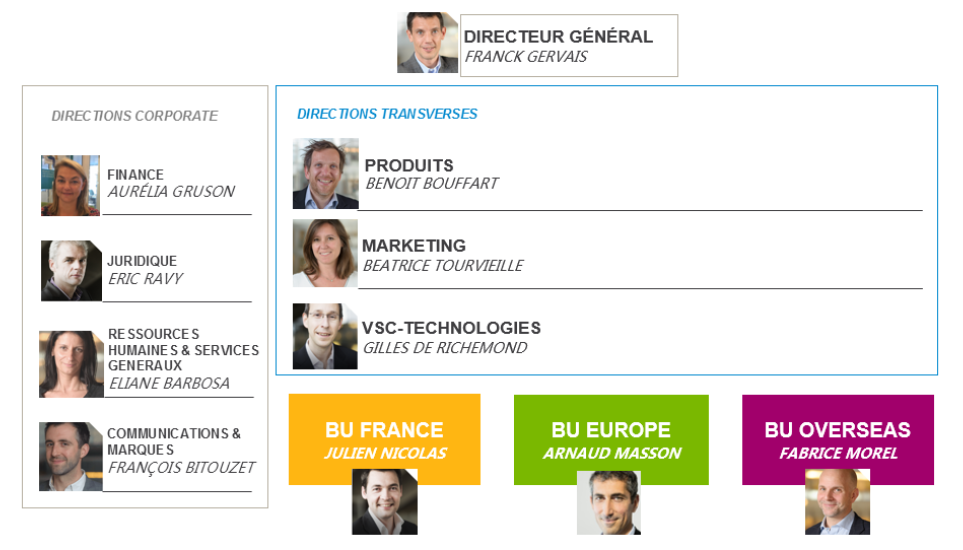 DIRECTEUR GÉNÉRAL
FRANCK GERVAIS
DIRECTIONS CORPORATE
FINANCE
AURÉLIA GRUSON
JURIDIQUE
ERIC RAVY
RESSOURCES
HUMAINES & SERVICES
GENERAUX
ELIANE BARBOSA
COMMUNICATIONS &
MARQUES
FRANÇOIS BITOUZET
DIRECTIONS TRANSVERSES
PRODUITS
BENOIT BOUFFART
MARKETING
BEATRICE TOURVIEILLE
VSC-TECHNOLOGIES
GILLES DE RICHEMOND
BU FRANCE
JULIEN NICOLAS
BU EUROPE
ARNAUD MASSON
BU OVERSEAS
FABRICE MOREL